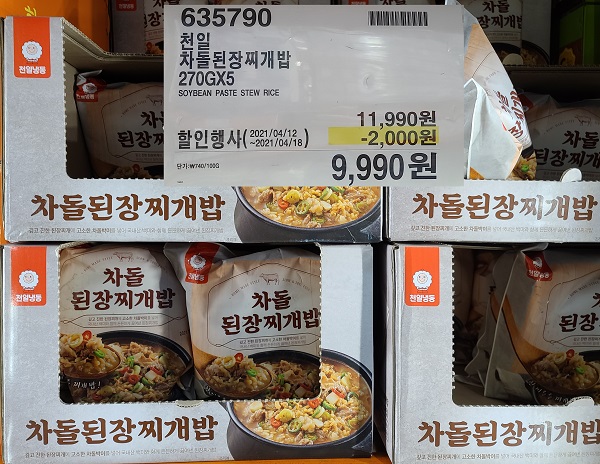 635790
천일
차돌된장찌개밥
270GX5
SOYBEAN PASTE STEW RICE
11,990원
할인행사(2021/04/12
~2021/04/18)
-2,000원
단가:₩740/100G
9,990원
천일냉동
차돌된장찌개밥
차돌된장찌개밥
천일냉동
차돌
된장찌개밥
차돌
된장찌개밥
천일냉동
차돌
된장찌개밥
차돌된장찌개밥
차돌된장찌개밥